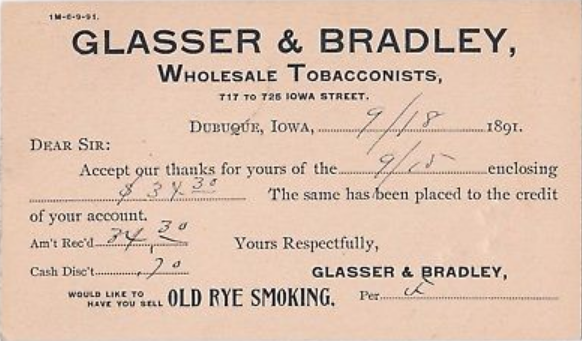 1M-6-9-91.
GLASSER & BRADLEY,
WHOLESALE TOBACCONISTS,
717 TO 725 IOWA STREET.
DUBUQUE, IOWA, 9/18 1891.
DEAR SIR:
Accept our thanks for yours of the 9/15 enclosing
$ 34 30 The same has been placed to the credit
of your account.
Am't Rec'd 34,30 Yours Respectfully,
Cash Disc't ,70 GLASSER & BRADLEY,
WOULD LIKE TO HAVE YOU SELL OLD RYE SMOKING. Per